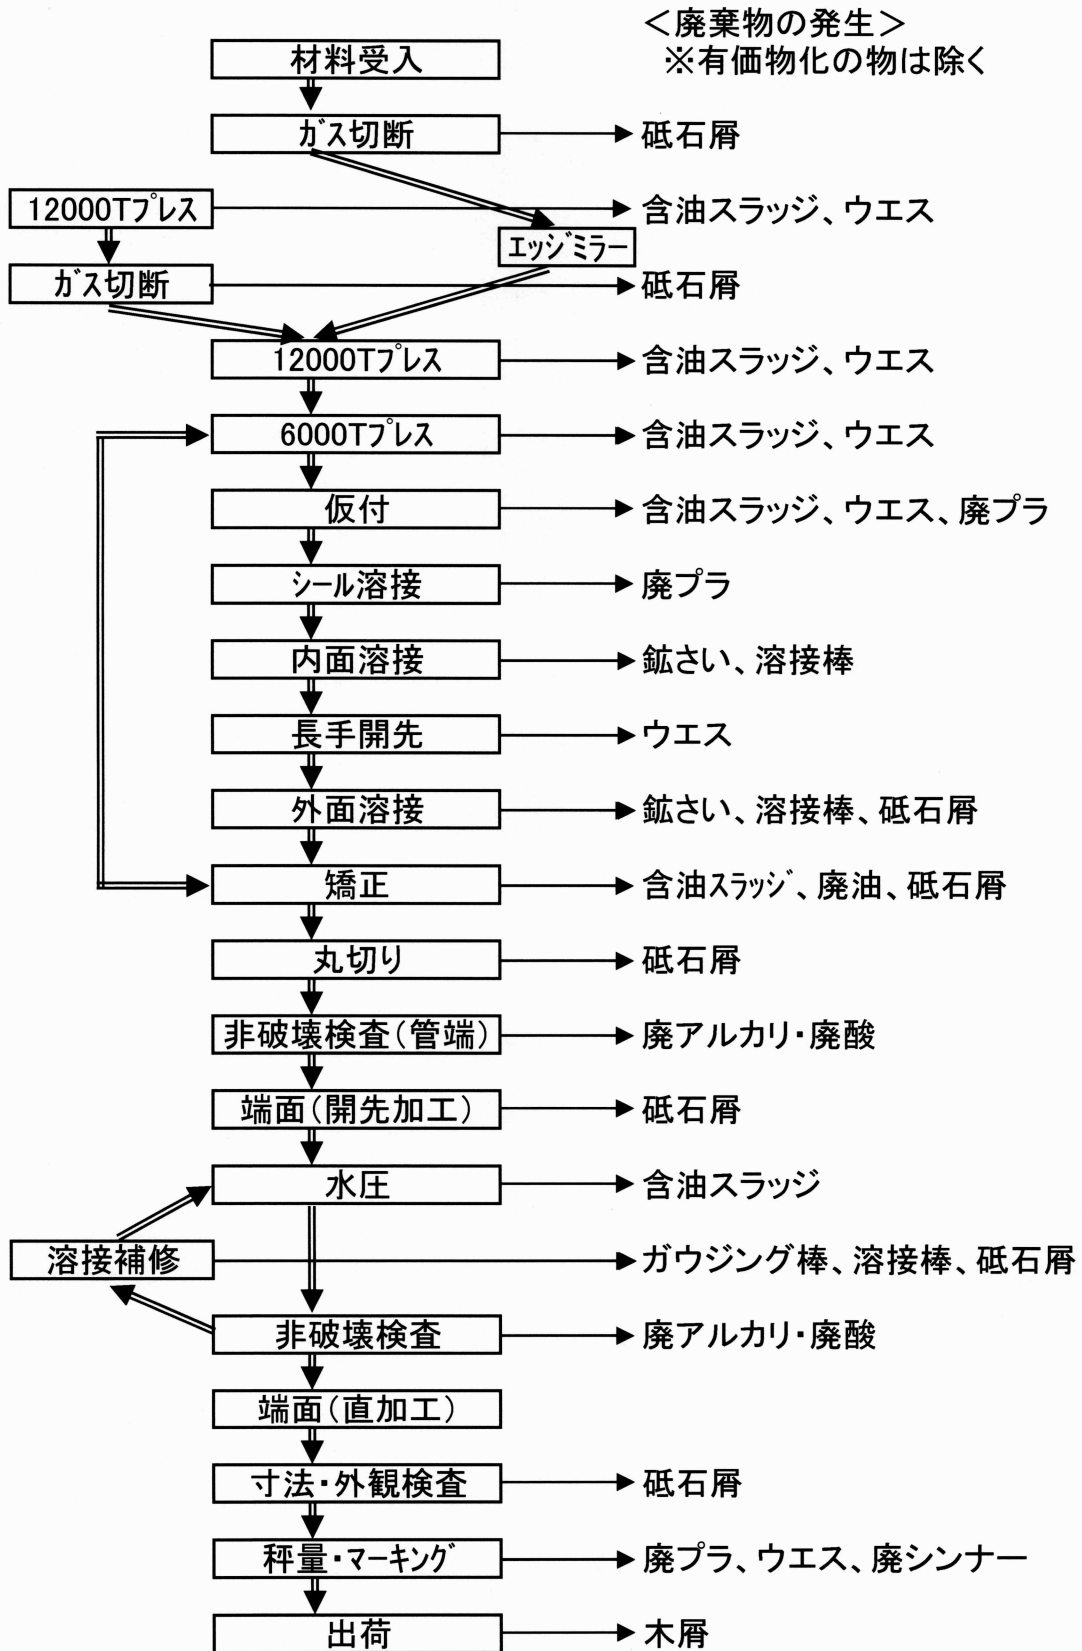 ＜廃棄物の発生＞
※有価物化の物は除く
材料受入
ｶﾞｽ切断
砥石屑
12000Tﾌﾟﾚｽ
含油スラッジ、ウエス
ｴｯｼﾞﾐﾗｰ
ｶﾞｽ切断
砥石屑
12000Tﾌﾟﾚｽ
含油スラッジ、ウエス
6000Tﾌﾟﾚｽ
含油スラッジ、ウエス
仮付
含油スラッジ、ウエス、廃プラ
ｼｰﾙ溶接
廃プラ
内面溶接
鉱さい、溶接棒
長手開先
ウエス
外面溶接
鉱さい、溶接棒、砥石屑
矯正
含油ｽﾗｯｼﾞ、廃油、砥石屑
丸切り
砥石屑
非破壊検査(管端)
廃アルカリ・廃酸
端面(開先加工)
砥石屑
水圧
含油スラッジ
溶接補修
ガウジング棒、溶接棒、砥石屑
非破壊検査
廃アルカリ・廃酸
端面(直加工)
寸法・外観検査
砥石屑
秤量・ﾏｰｷﾝｸﾞ
廃プラ、ウエス、廃シンナー
出荷
木屑